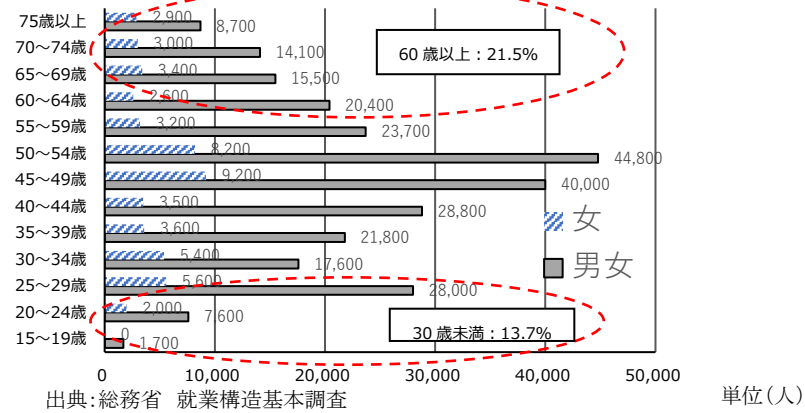 75歳以上 2,900 8,700
70～74歳 3,000 14,100
65～69歳 3,400 15,500
60～64歳 2,600 20,400
55～59歳 3,200 23,700
50～54歳 8,200 44,800
45～49歳 9,200 40,000
40～44歳 3,500 28,800
35～39歳 3,600 21,800
30～34歳 5,400 17,600
25～29歳 5,600 28,000
20～24歳 2,000 7,600
15～19歳 0 1,700
60歳以上：21.5%
女
男女
30歳未満：13.7%
0 10,000 20,000 30,000 40,000 50,000
出典：総務省 就業構造基本調査
単位（人）